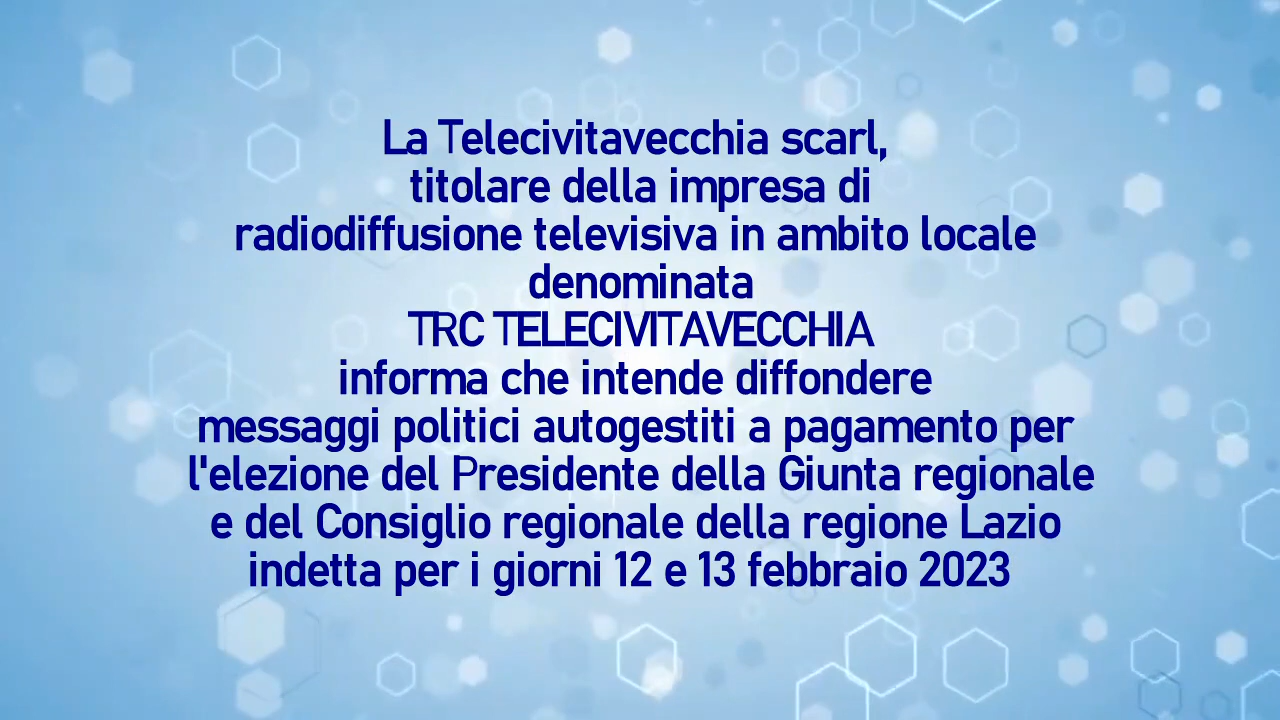 La Telecivitavecchia scarl,
titolare della impresa di
radiodiffusione televisiva in ambito locale
denominata
TRC TELECIVITAVECCHIA
informa che intende diffondere
messaggi politici autogestiti a pagamento per
l'elezione del Presidente della Giunta regionale
e del Consiglio regionale della regione Lazio
indetta per i giorni 12 e 13 febbraio 2023